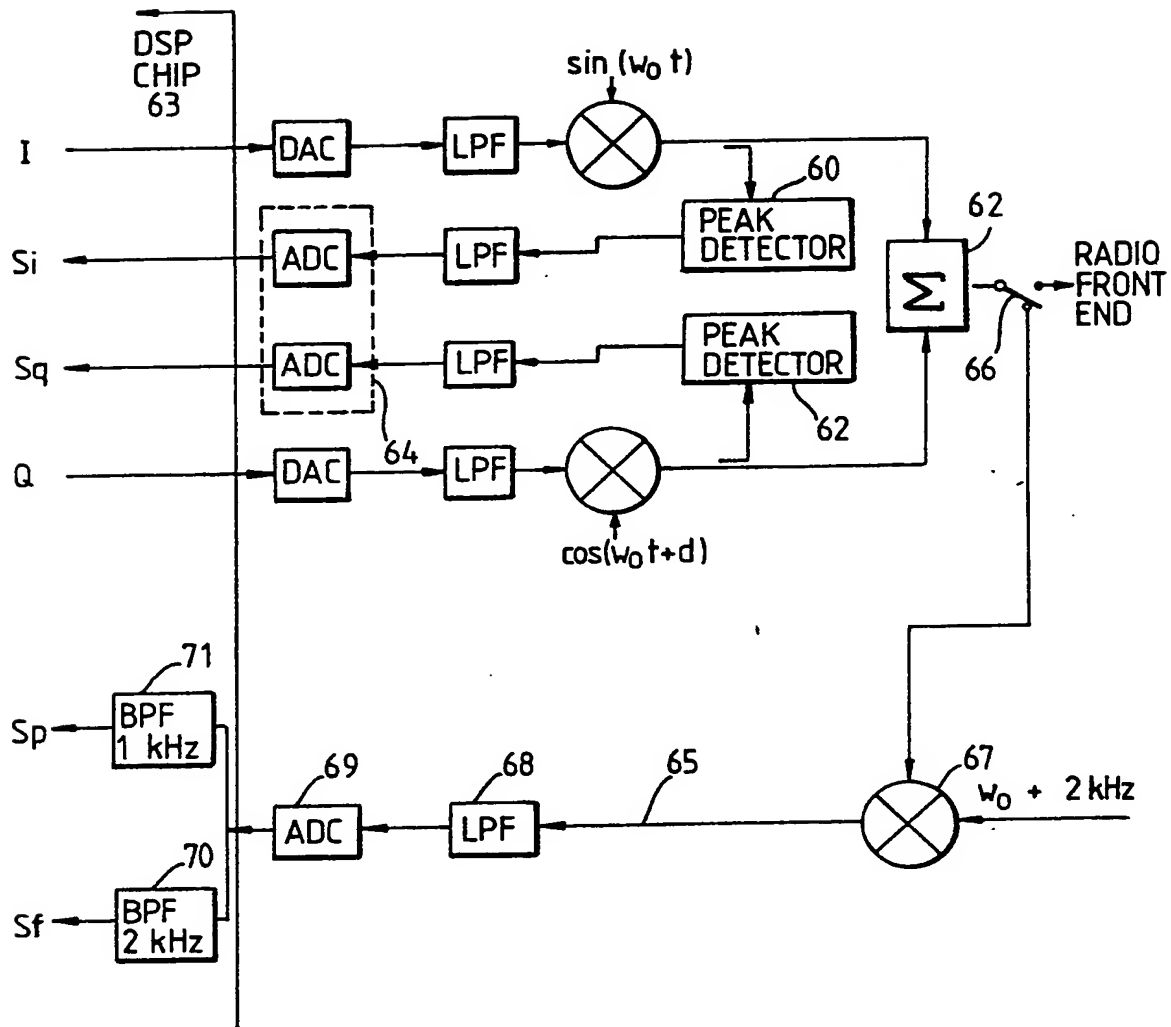 DSP
CHIP
63
sin (w₀ t)
I
DAC
LPF
60
PEAK
DETECTOR
62
Σ
RADIO
FRONT
END
Si
ADC
LPF
66
Sq
ADC
LPF
PEAK
DETECTOR
64
62
Q
DAC
LPF
cos(w₀ t+d)
71
Sp
BPF
1 kHz
69
68
65
67
w₀ + 2 kHz
ADC
LPF
70
Sf
BPF
2 kHz